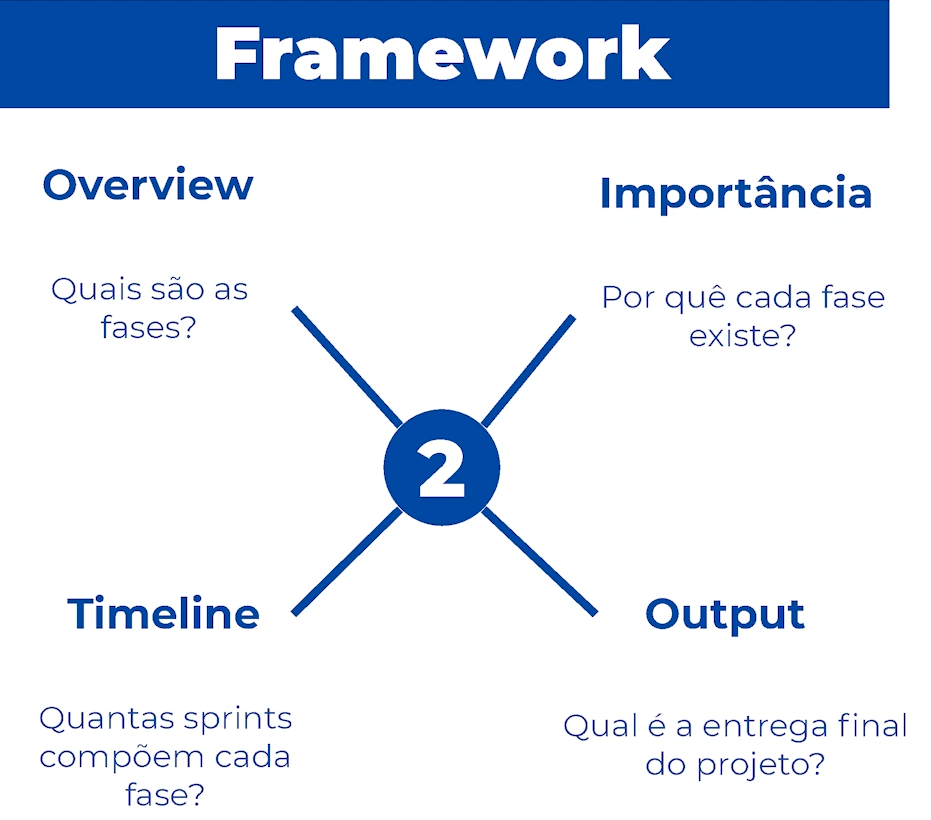 Framework
Overview
Quais são as
fases?
Importância
Por quê cada fase
existe?
2
Timeline
Quantas sprints
compõem cada
fase?
Output
Qual é a entrega final
do projeto?